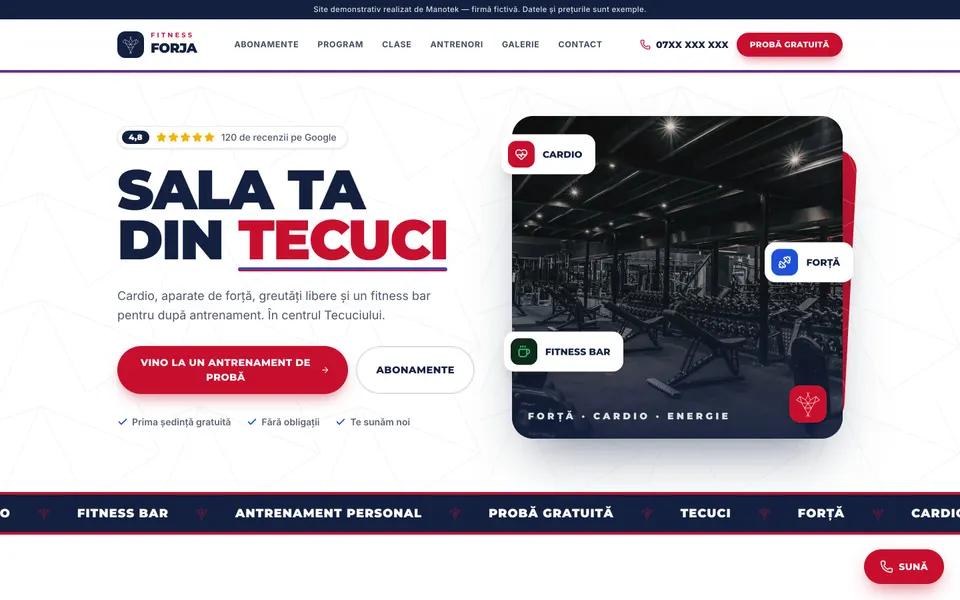 Site demonstrativ realizat de Manotek — firmă fictivă. Datele și prețurile sunt exemple.
FITNESS
FORJA
ABONAMENTE PROGRAM CLASE ANTRENORI GALERIE CONTACT
07XX XXX XXX
PROBĂ GRATUITĂ
4,8 120 de recenzii pe Google
SALA TA
DIN TECUCI
Cardio, aparate de forță, greutăți libere și un fitness bar
pentru după antrenament. În centrul Tecuciului.
VINO LA UN ANTRENAMENT DE
PROBĂ
ABONAMENTE
Prima ședință gratuită Fără obligații Te sunăm noi
CARDIO
FORȚĂ
FITNESS BAR
FORȚĂ · CARDIO · ENERGIE
O FITNESS BAR ANTRENAMENT PERSONAL PROBĂ GRATUITĂ TECUCI FORȚĂ CARDIO
SUNĂ